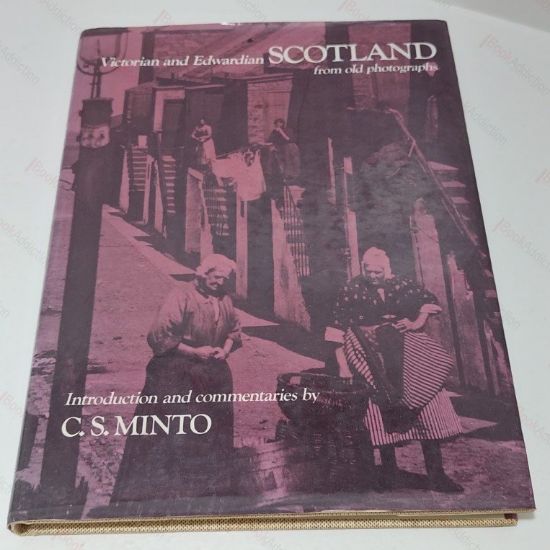 Victorian and Edwardian SCOTLAND
from old photographs
Introduction and commentaries by
C. S. MINTO